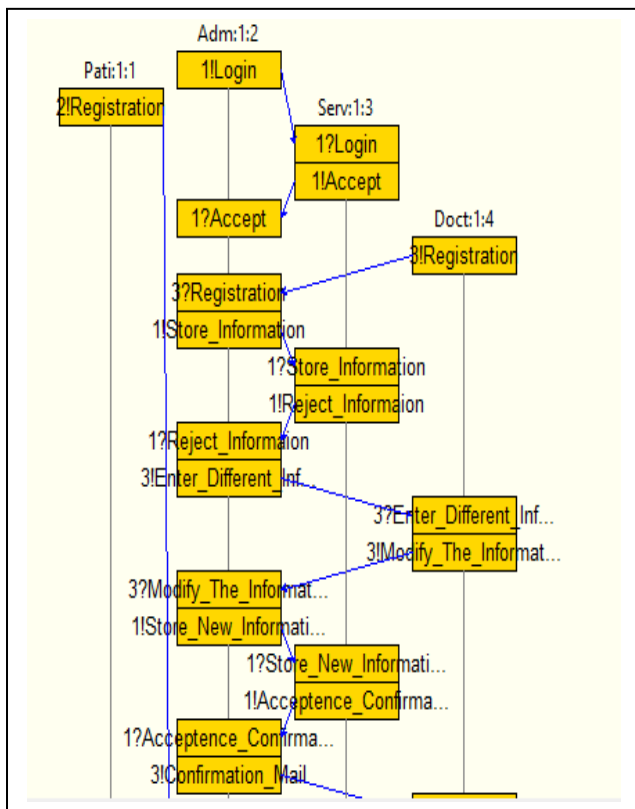 Adm:1:2
1!Login
Pati:1:1
2!Registration
Serv:1:3
1?Login
1!Accept
1?Accept
Doct:1:4
3!Registration
3?Registration
1!Store_Information
1?Store_Information
1!Reject_Informaion
1?Reject_Informaion
3!Enter_Different_Inf
3?Enter_Different_Inf...
3!Modify_The_Informat...
3?Modify_The_Informat...
1!Store_New_Informati...
1?Store_New_Informati...
1!Acceptence_Confirma...
1?Acceptence_Confirma...
3!Confirmation_Mail